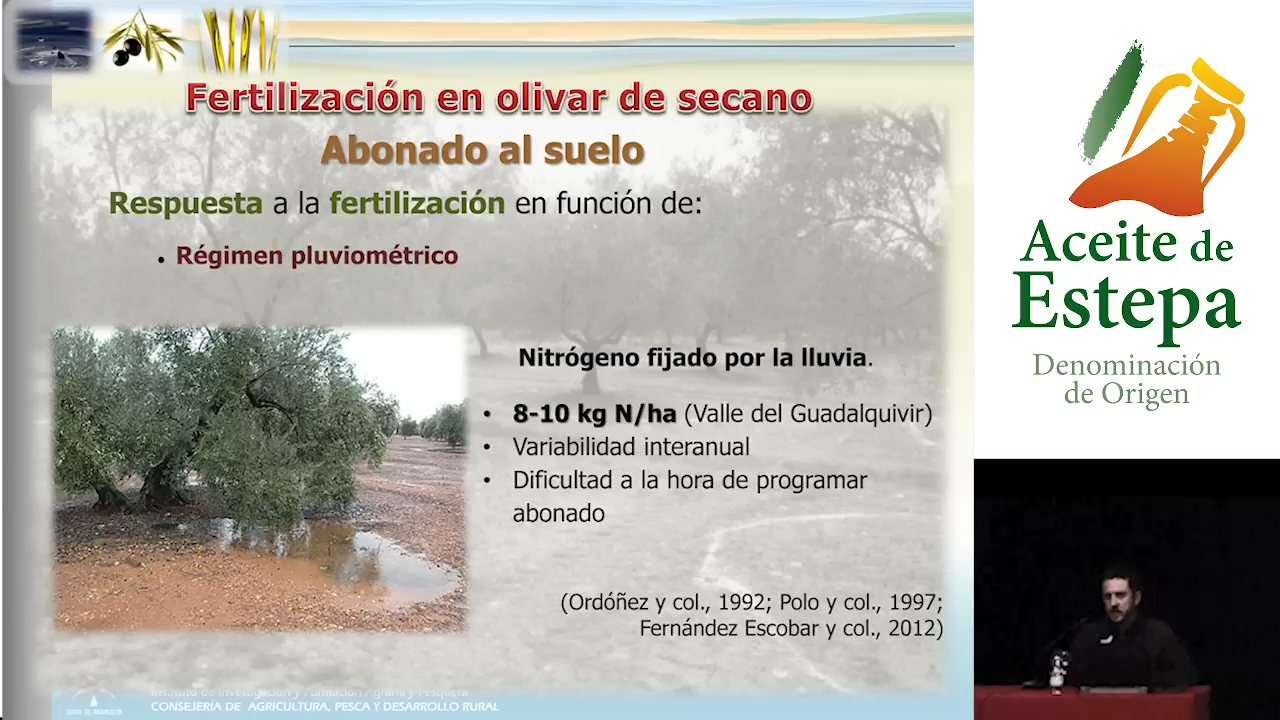 Fertilización en olivar de secano
Abonado al suelo
Respuesta a la fertilización en función de:
• Régimen pluviométrico
Nitrógeno fijado por la lluvia.
• 8-10 kg N/ha (Valle del Guadalquivir)
• Variabilidad interanual
• Dificultad a la hora de programar
abonado
(Ordóñez y col., 1992; Polo y col., 1997;
Fernández Escobar y col., 2012)
Instituto de Investigación y Formación Agraria y Pesquera
CONSEJERÍA DE AGRICULTURA, PESCA Y DESARROLLO RURAL
JUNTA DE ANDALUCIA
Aceite de
Estepa
Denominación
de Origen